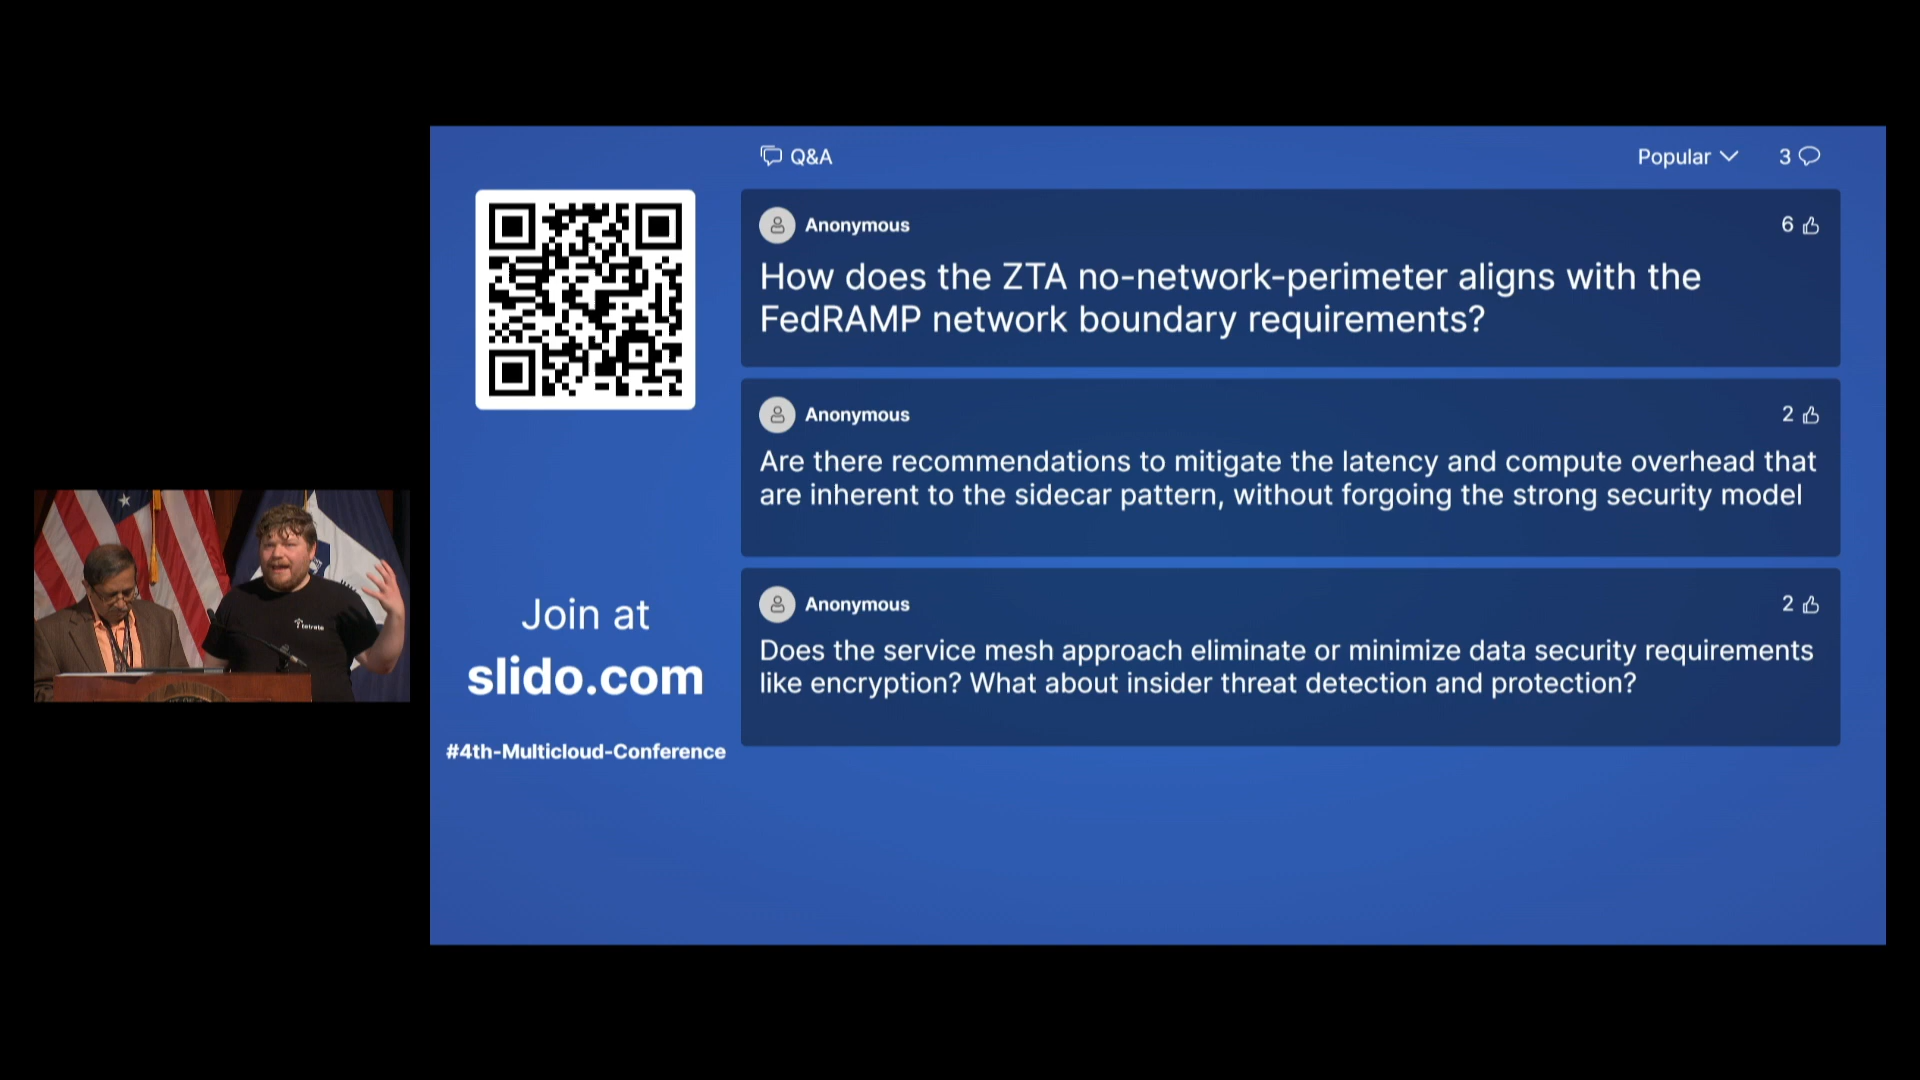 Q&A
Popular
3
Anonymous
6
How does the ZTA no-network-perimeter aligns with the
FedRAMP network boundary requirements?
Anonymous
2
Are there recommendations to mitigate the latency and compute overhead that
are inherent to the sidecar pattern, without forgoing the strong security model
Anonymous
2
Does the service mesh approach eliminate or minimize data security requirements
like encryption? What about insider threat detection and protection?
Join at
slido.com
#4th-Multicloud-Conference
tetrate